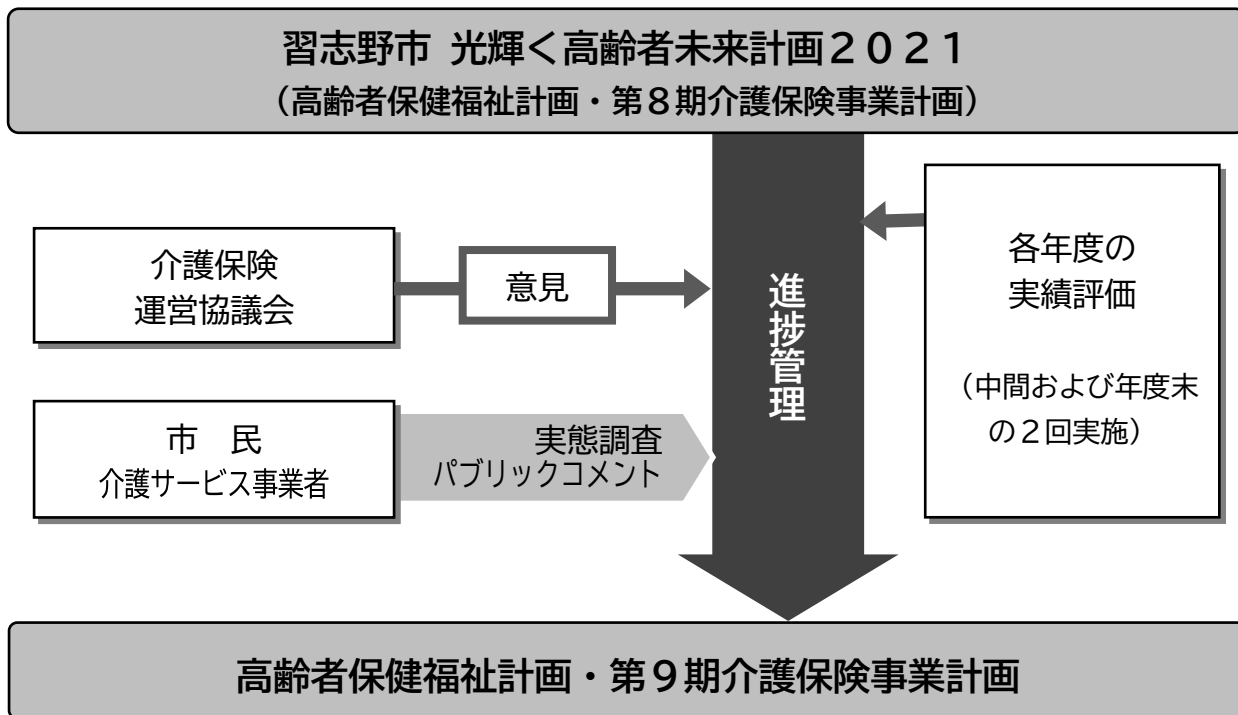 習志野市 光輝く高齢者未来計画２０２１
（高齢者保健福祉計画・第８期介護保険事業計画）
介護保険
運営協議会
意見
市　民
介護サービス事業者
実態調査
パブリックコメント
進捗管理
各年度の
実績評価
（中間および年度末
の２回実施）
高齢者保健福祉計画・第９期介護保険事業計画